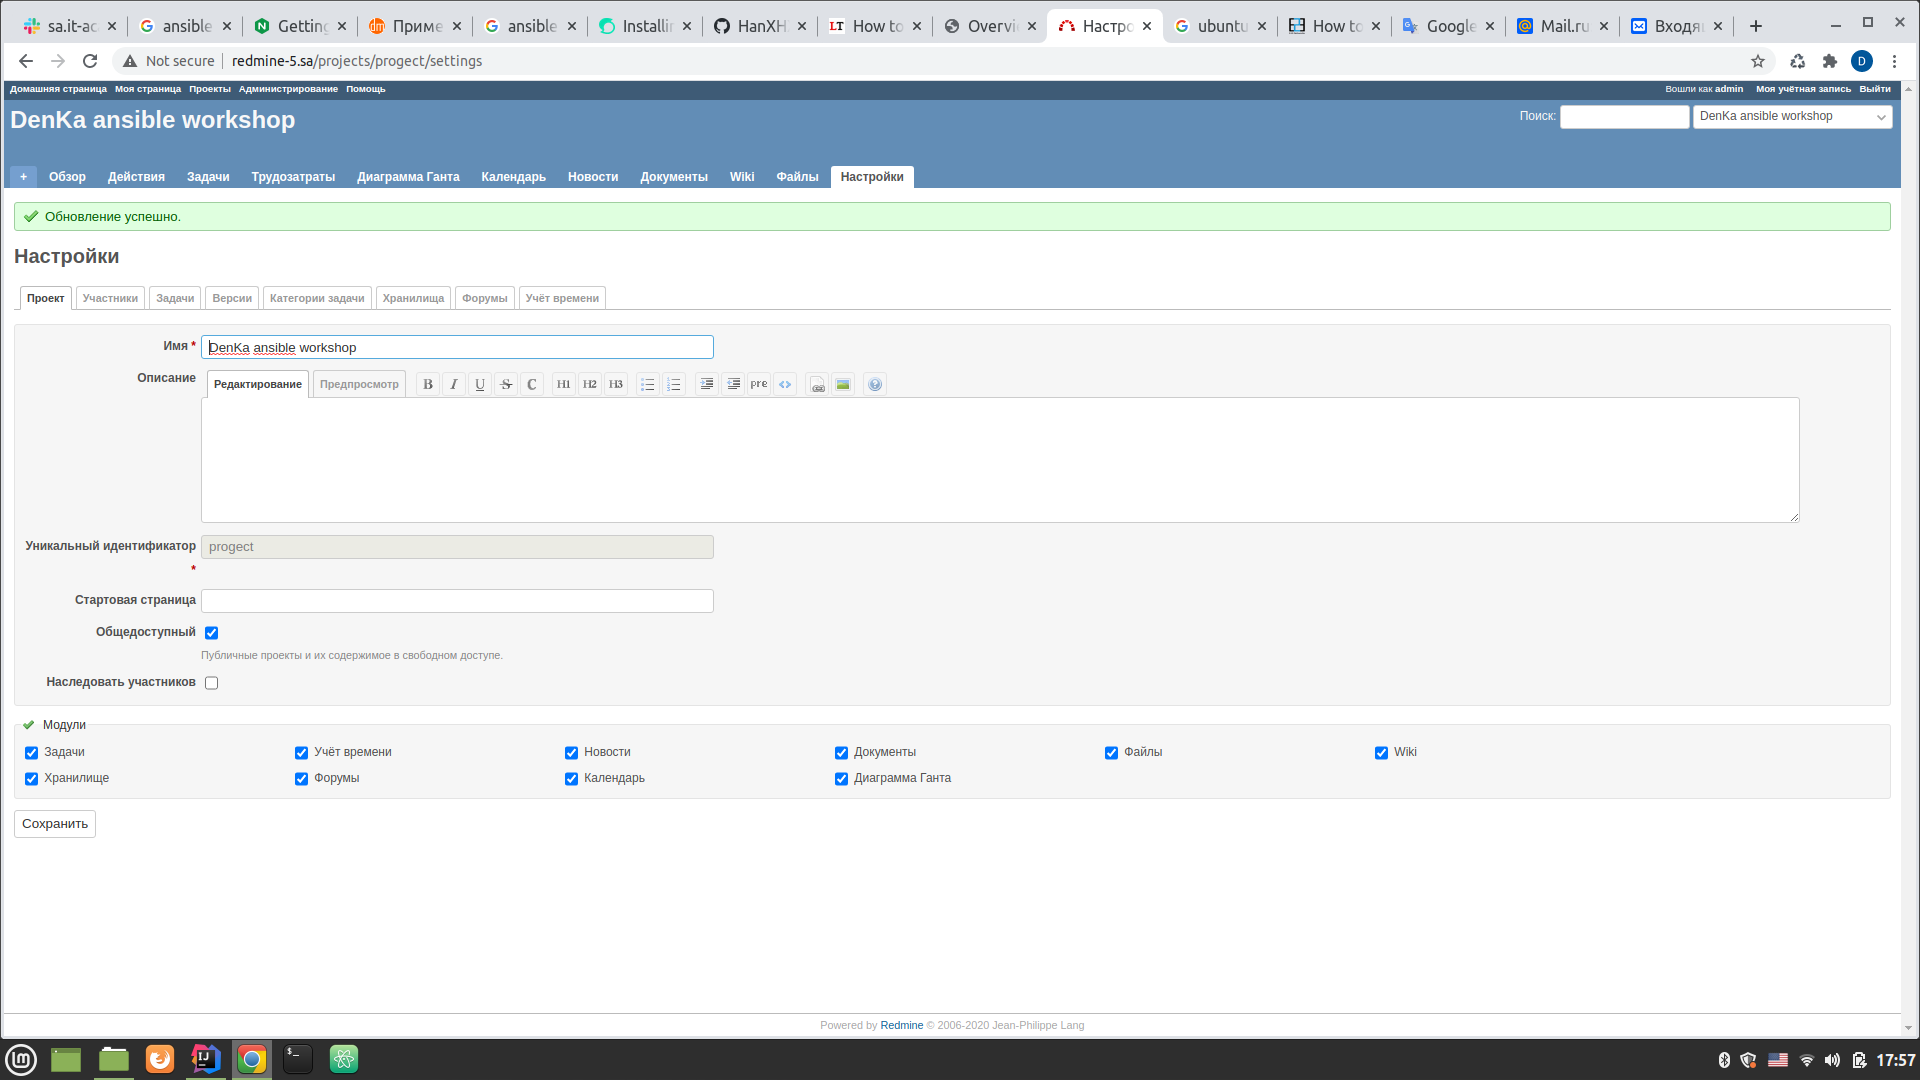 sa.it-ac
ansible
Getting
Приме
ansible
Installin
HanXH
How to
Overvi
Настро
ubuntu
How to
Google
Mail.ru
Входящ
Not secure
redmine-5.sa/projects/progect/settings
D
Домашняя страница Моя страница Проекты Администрирование Помощь
Вошли как admin Моя учётная запись Выйти
DenKa ansible workshop
Поиск:
DenKa ansible workshop
+ Обзор Действия Задачи Трудозатраты Диаграмма Ганта Календарь Новости Документы Wiki Файлы Настройки
Обновление успешно.
Настройки
Проект Участники Задачи Версии Категории задачи Хранилища Форумы Учёт времени
Имя *
DenKa ansible workshop
Описание
Редактирование Предпросмотр B I U S C H1 H2 H3 pre <>
Уникальный идентификатор *
progect
Стартовая страница
Общедоступный
Публичные проекты и их содержимое в свободном доступе.
Наследовать участников
Модули
Задачи Учёт времени Новости Документы Файлы Wiki
Хранилище Форумы Календарь Диаграмма Ганта
Сохранить
Powered by Redmine © 2006-2020 Jean-Philippe Lang
17:57